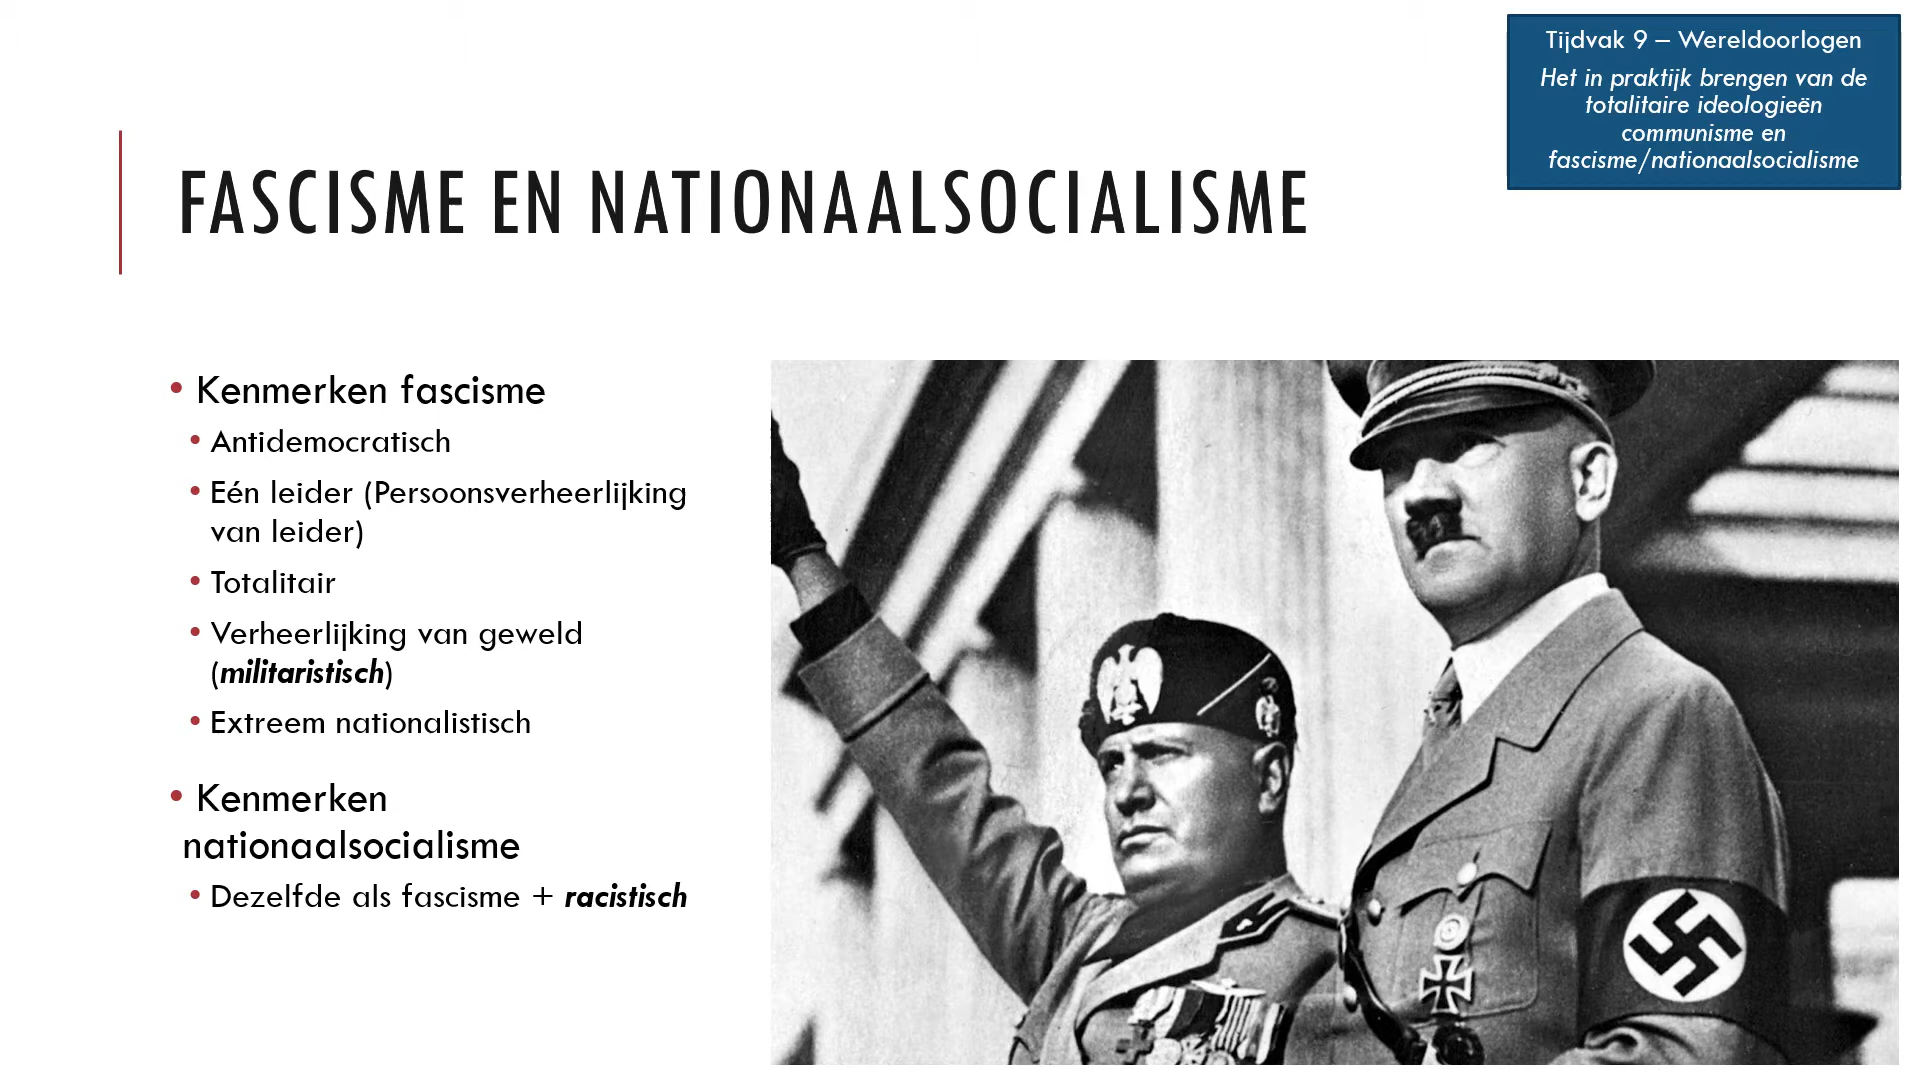 Tijdvak 9 – Wereldoorlogen
Het in praktijk brengen van de
totalitaire ideologieën
communisme en
fascisme/nationaalsocialisme
FASCISME EN NATIONAALSOCIALISME
• Kenmerken fascisme
• Antidemocratisch
• Eén leider (Persoonsverheerlijking
van leider)
• Totalitair
• Verheerlijking van geweld
(militaristisch)
• Extreem nationalistisch
• Kenmerken
nationaalsocialisme
• Dezelfde als fascisme + racistisch